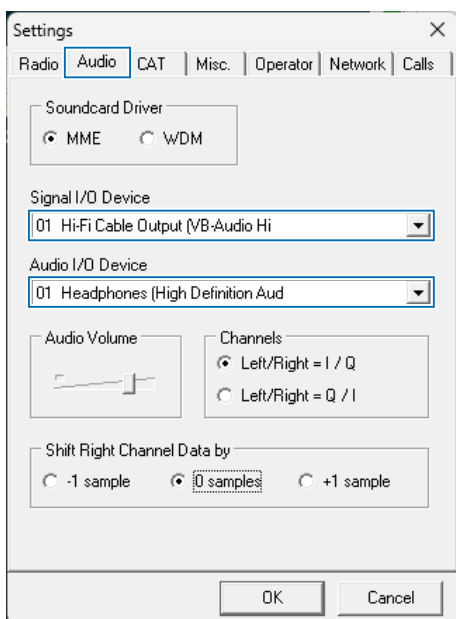 Settings
Radio Audio CAT Misc. Operator Network Calls
Soundcard Driver
MME WDM
Signal I/O Device
01 Hi-Fi Cable Output (VB-Audio Hi
Audio I/O Device
01 Headphones (High Definition Aud
Audio Volume Channels
Left/Right = I / Q
Left/Right = Q / I
Shift Right Channel Data by
-1 sample 0 samples +1 sample
OK Cancel